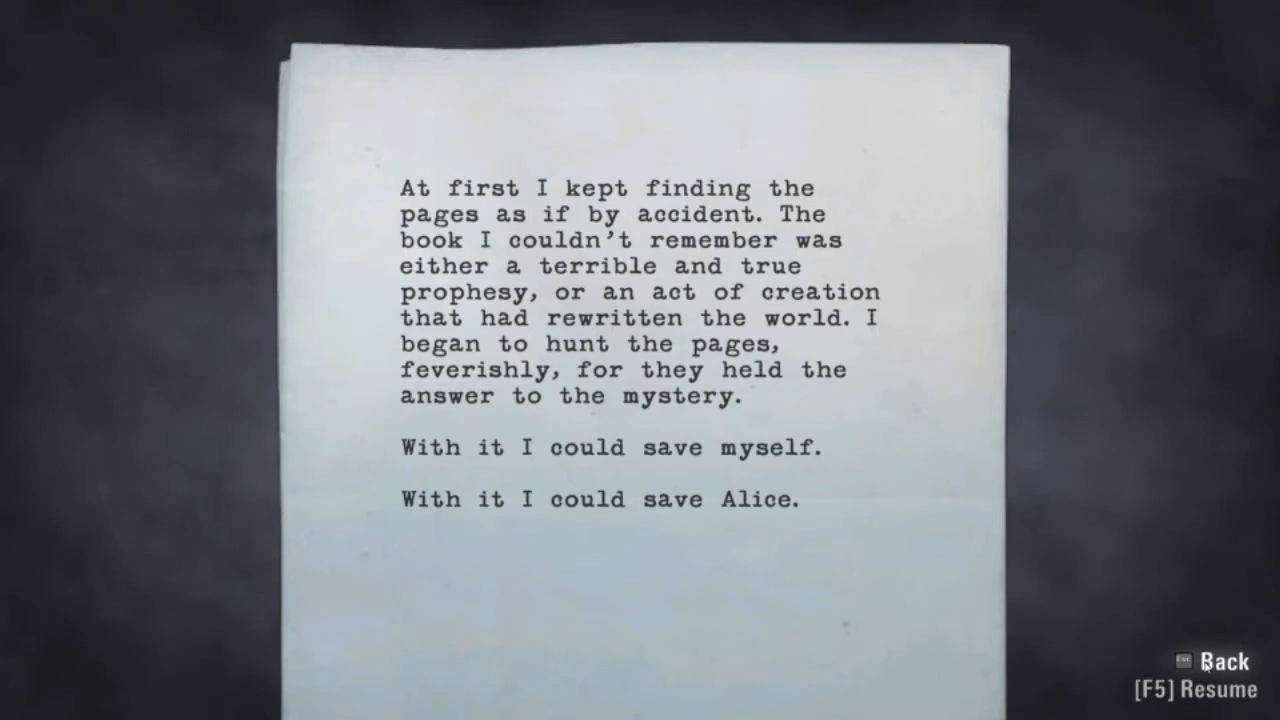 At first I kept finding the
pages as if by accident. The
book I couldn't remember was
either a terrible and true
prophesy, or an act of creation
that had rewritten the world. I
began to hunt the pages,
feverishly, for they held the
answer to the mystery.
With it I could save myself.
With it I could save Alice.
Esc Back
[F5] Resume